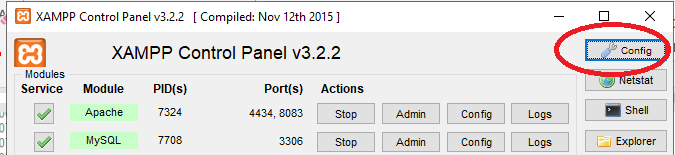 XAMPP Control Panel v3.2.2 [ Compiled: Nov 12th 2015 ]
XAMPP Control Panel v3.2.2
Config
Modules
Service Module PID(s) Port(s) Actions
Netstat
Apache 7324 4434, 8083 Stop Admin Config Logs
Shell
MySQL 7708 3306 Stop Admin Config Logs
Explorer